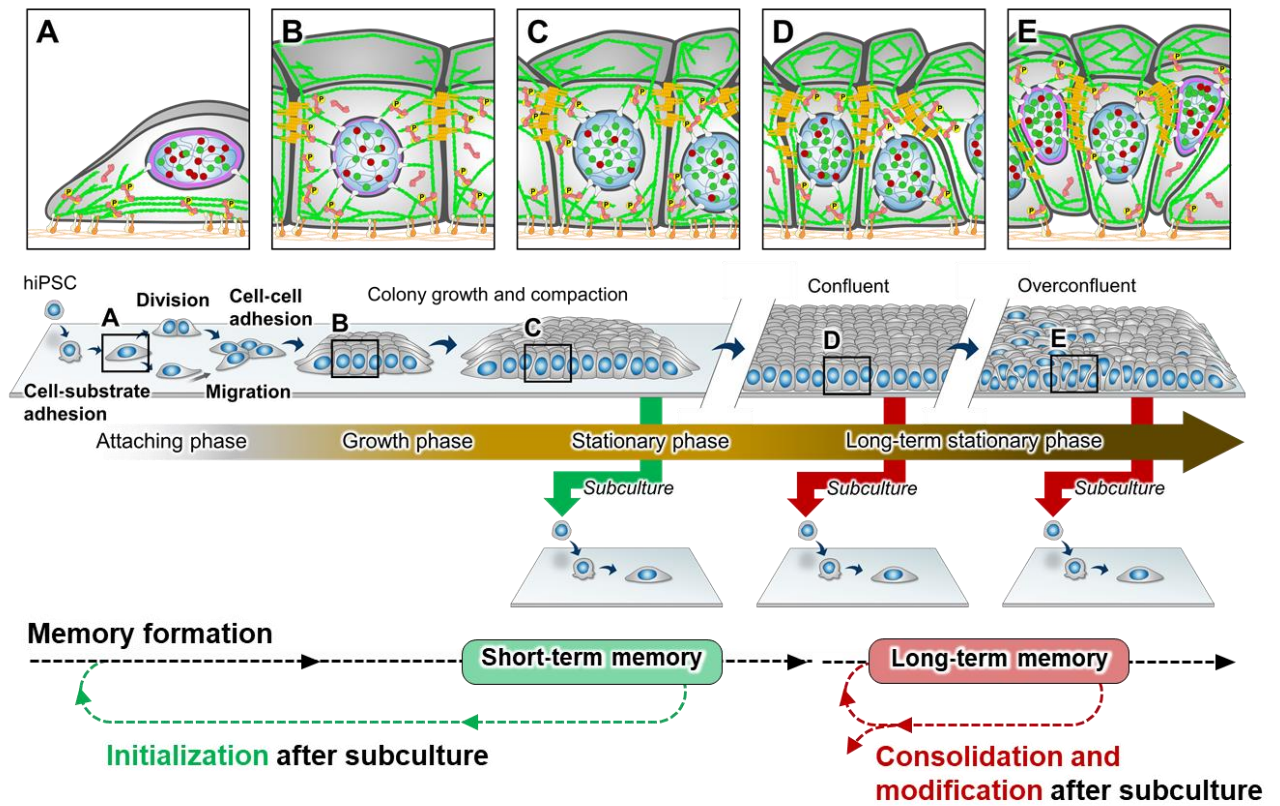 A
B
C
D
E
P
hiPSC
A
Division
Cell-cell
adhesion
Cell-substrate
adhesion
Migration
B
Colony growth and compaction
C
Confluent
D
Overconfluent
E
Attaching phase
Growth phase
Stationary phase
Long-term stationary phase
Subculture
Subculture
Subculture
Memory formation
Short-term memory
Long-term memory
Initialization after subculture
Consolidation and
modification after subculture